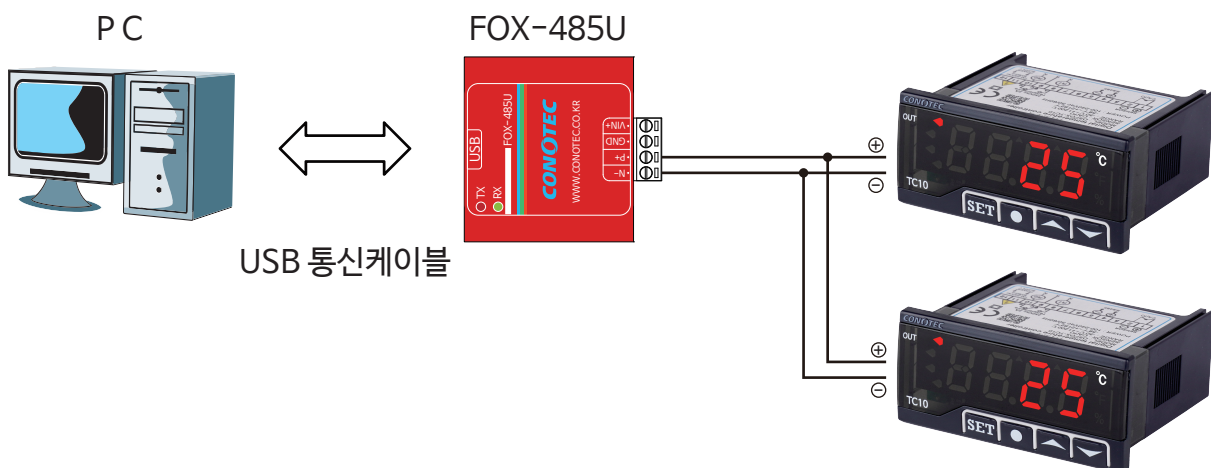 P C
FOX-485U
USB
TX
RX
FOX-485U
CONOTEC
WWW.CONOTEC.CO.KR
VIN+
GND
P+
N-
USB 통신케이블
⊕
⊖
CONOTEC
OUT
25
°C
TC10
SET
⊕
⊖
CONOTEC
OUT
25
°C
TC10
SET